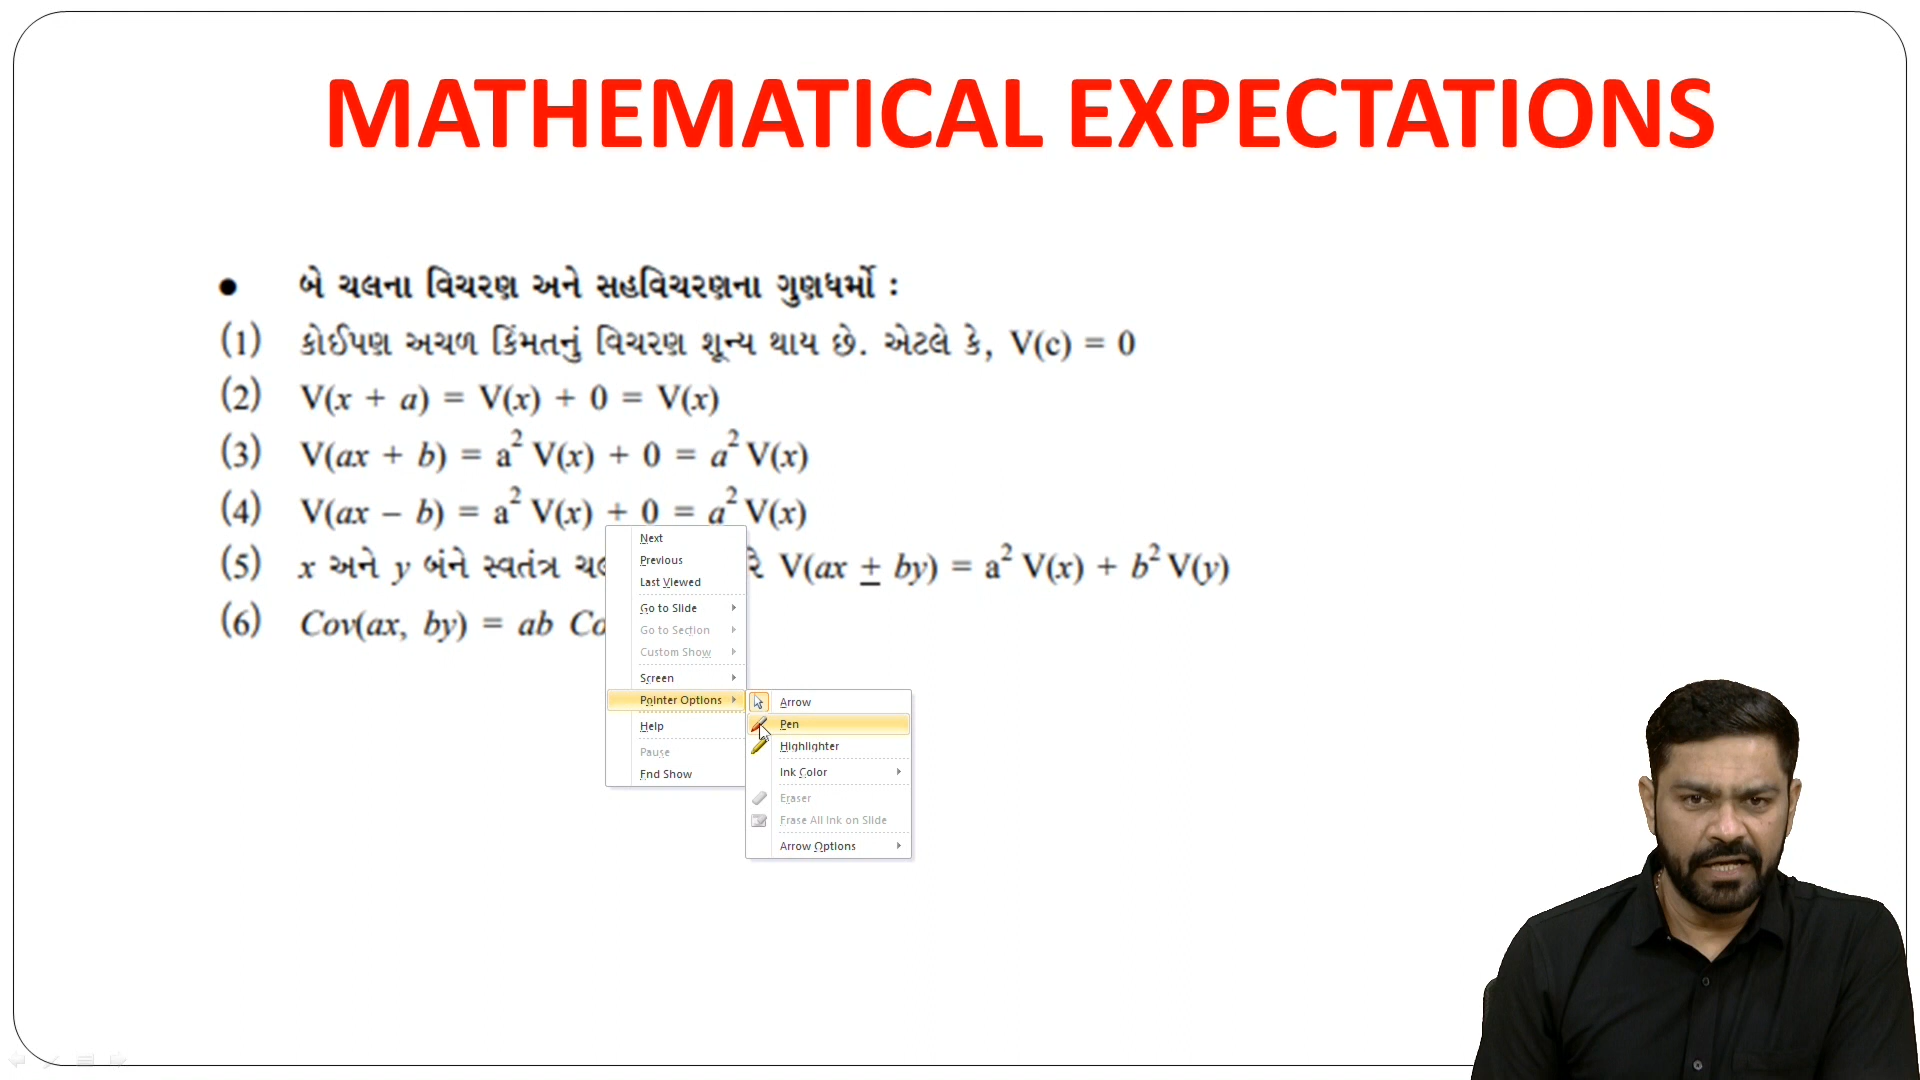 MATHEMATICAL EXPECTATIONS
● બે ચલના વિચરણ અને સહવિચરણના ગુણધર્મો :
(1) કોઈપણ અચળ કિંમતનું વિચરણ શૂન્ય થાય છે. એટલે કે, V(c) = 0
(2) V(x + a) = V(x) + 0 = V(x)
(3) V(ax + b) = a² V(x) + 0 = a² V(x)
(4) V(ax – b) = a² V(x) + 0 = a² V(x)
(5) x અને y બંને સ્વતંત્ર V(ax ± by) = a² V(x) + b² V(y)
(6) Cov(ax, by) = ab
Next
Previous
Last Viewed
Go to Slide
Go to Section
Custom Show
Screen
Pointer Options
Help
Pause
End Show
Arrow
Pen
Highlighter
Ink Color
Eraser
Erase All Ink on Slide
Arrow Options